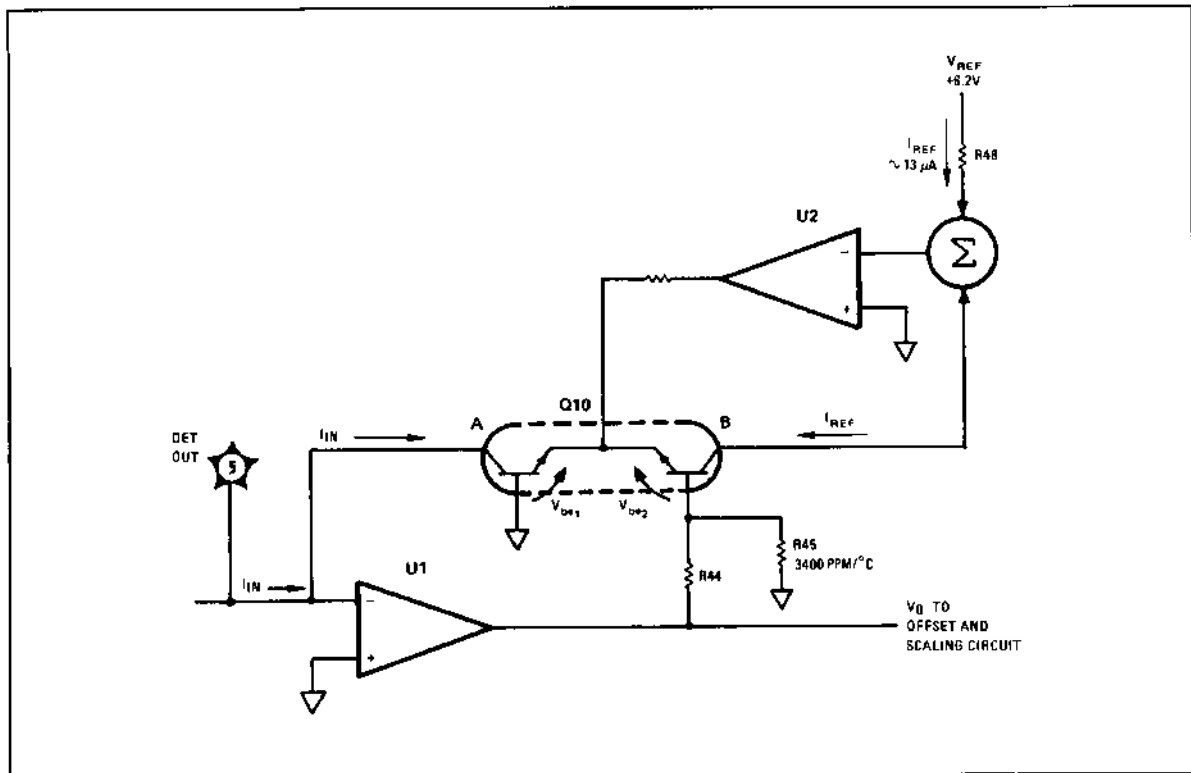 VREF
+6.2V
IREF
~ 13 μA
R48
U2
−
+
Σ
Q10
A
B
IIN
IREF
DET
OUT
5
Vbe1
Vbe2
R45
3400 PPM/°C
R44
U1
IIN
−
+
V0 TO
OFFSET AND
SCALING CIRCUIT